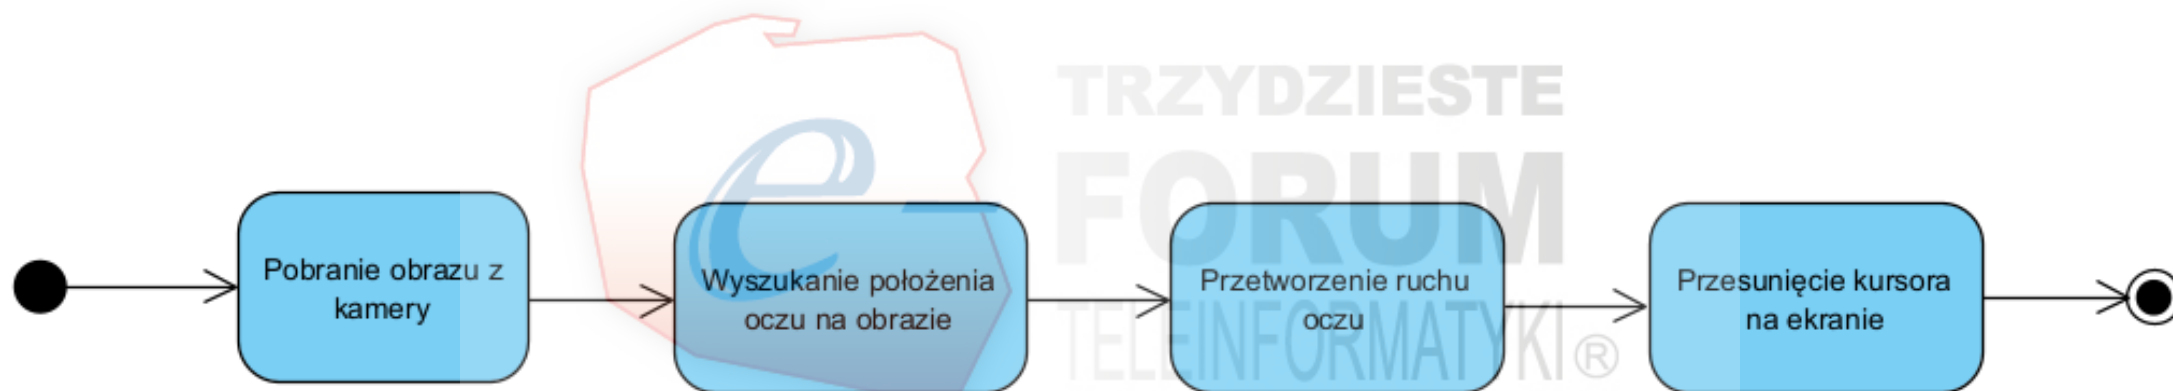 TRZYDZIESTE
e-FORUM
TELEINFORMATYKI®
Pobranie obrazu z
kamery
Wyszukanie położenia
oczu na obrazie
Przetworzenie ruchu
oczu
Przesunięcie kursora
na ekranie